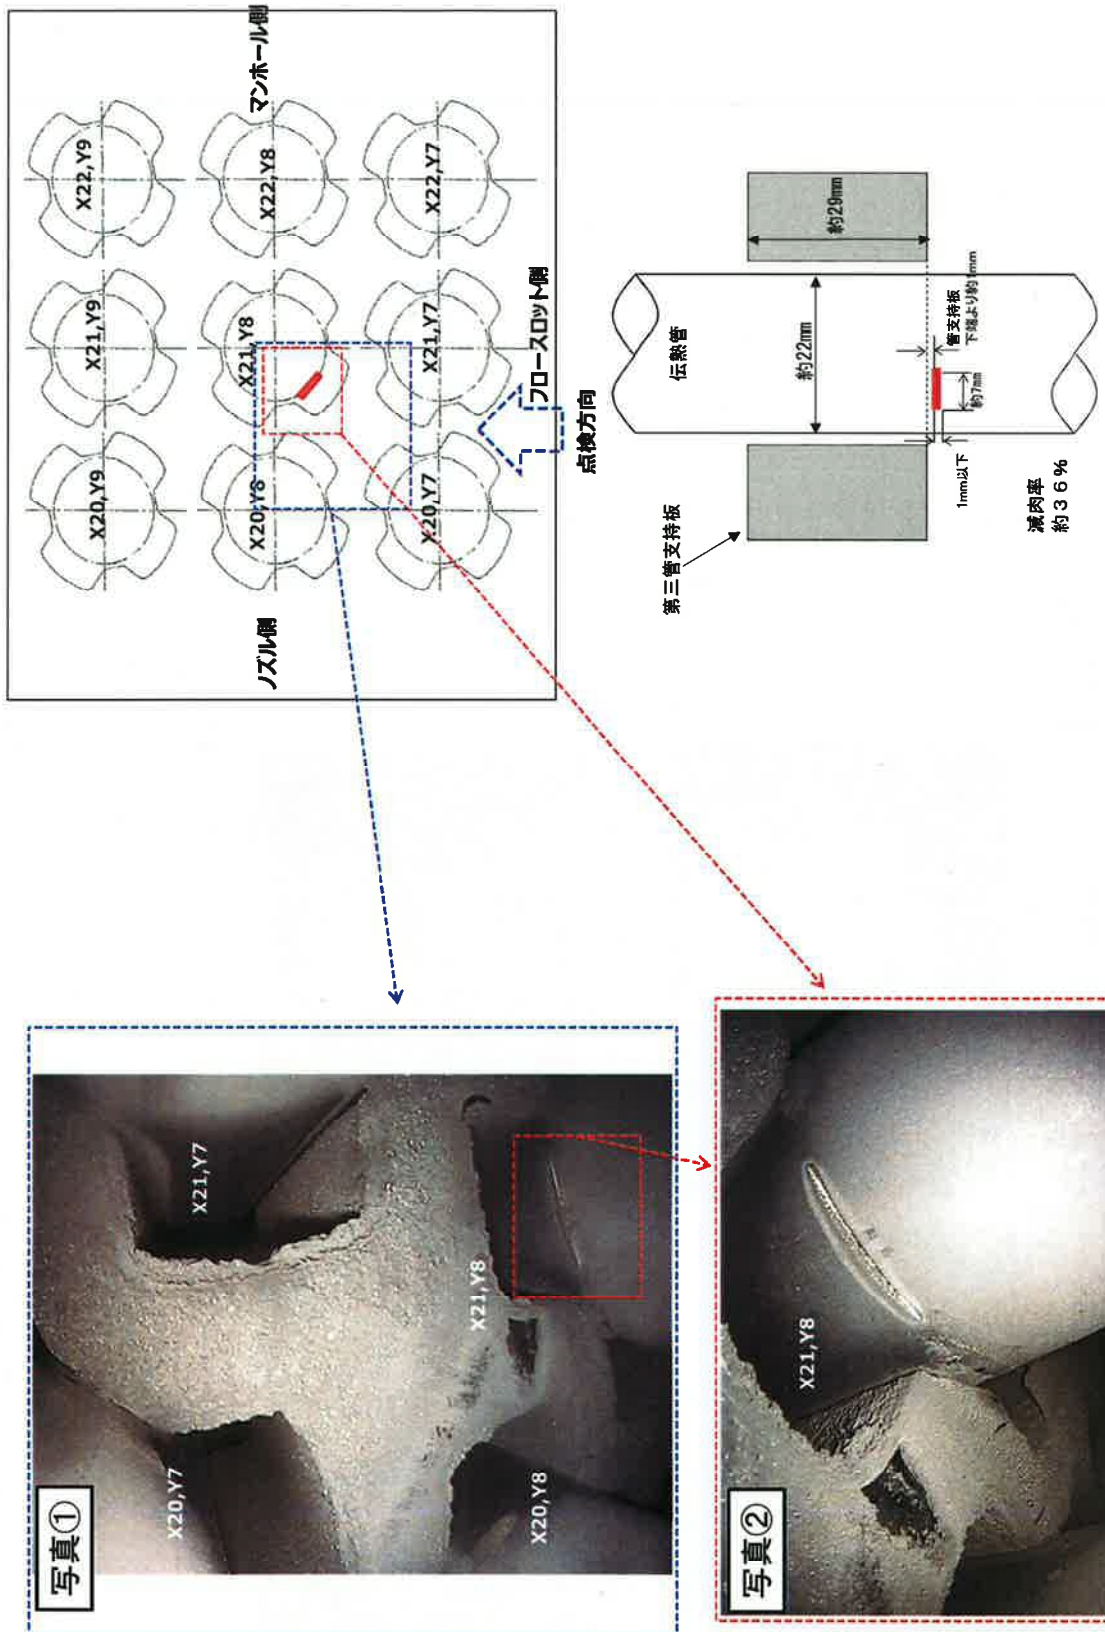 写真①
X20,Y7
X21,Y7
X20,Y8
X21,Y8
写真②
X21,Y8
ノズル側
マンホール側
X20,Y9
X21,Y9
X22,Y9
X20,Y8
X21,Y8
X22,Y8
X20,Y7
X21,Y7
X22,Y7
フロースロット側
点検方向
第三管支持板
伝熱管
約22mm
約29mm
管支持板
下端より約1mm
約7mm
1mm以下
減肉率
約36%